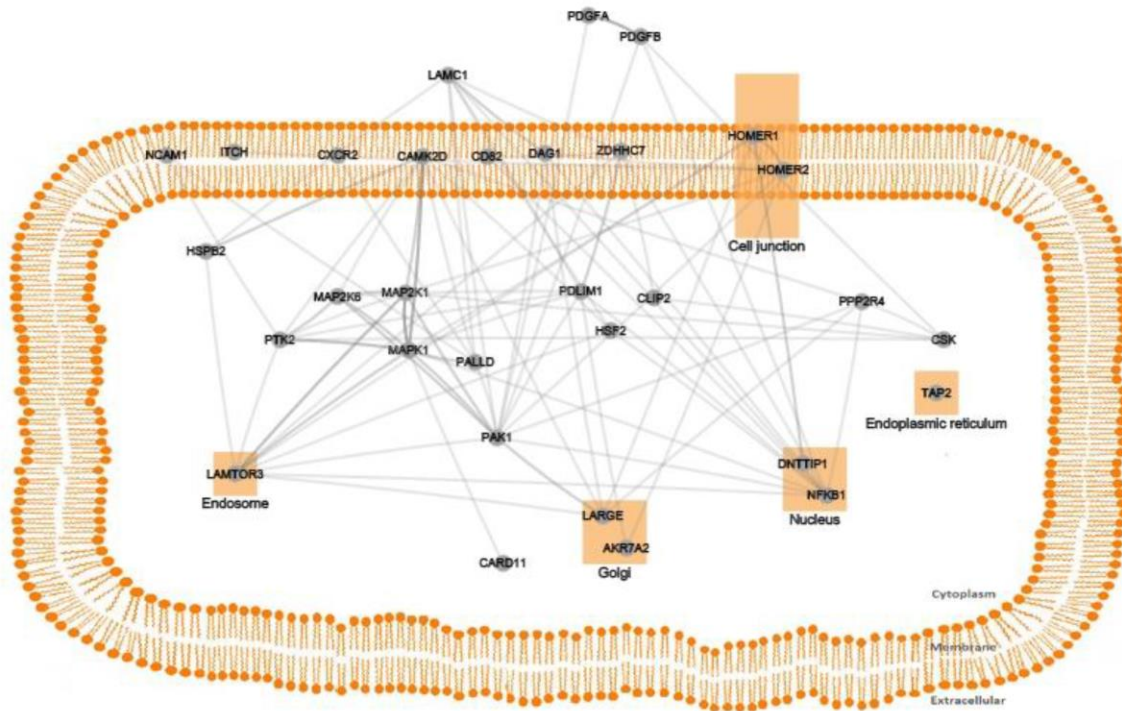 PDGFA
PDGFB
LAMC1
HOMER1
NCAM1
ITCH
CXCR2
CAMK2D
CD82
DAG1
ZDHHC7
HOMER2
Cell junction
HSPB2
MAP2K6
MAP2K1
PDLIM1
CLIP2
PPP2R4
PTK2
MAPK1
PALLD
HSF2
CSK
TAP2
Endoplasmic reticulum
PAK1
LAMTOR3
Endosome
DNTTIP1
NFKB1
Nucleus
LARGE
AKR7A2
Golgi
CARD11
Cytoplasm
Membrane
Extracellular